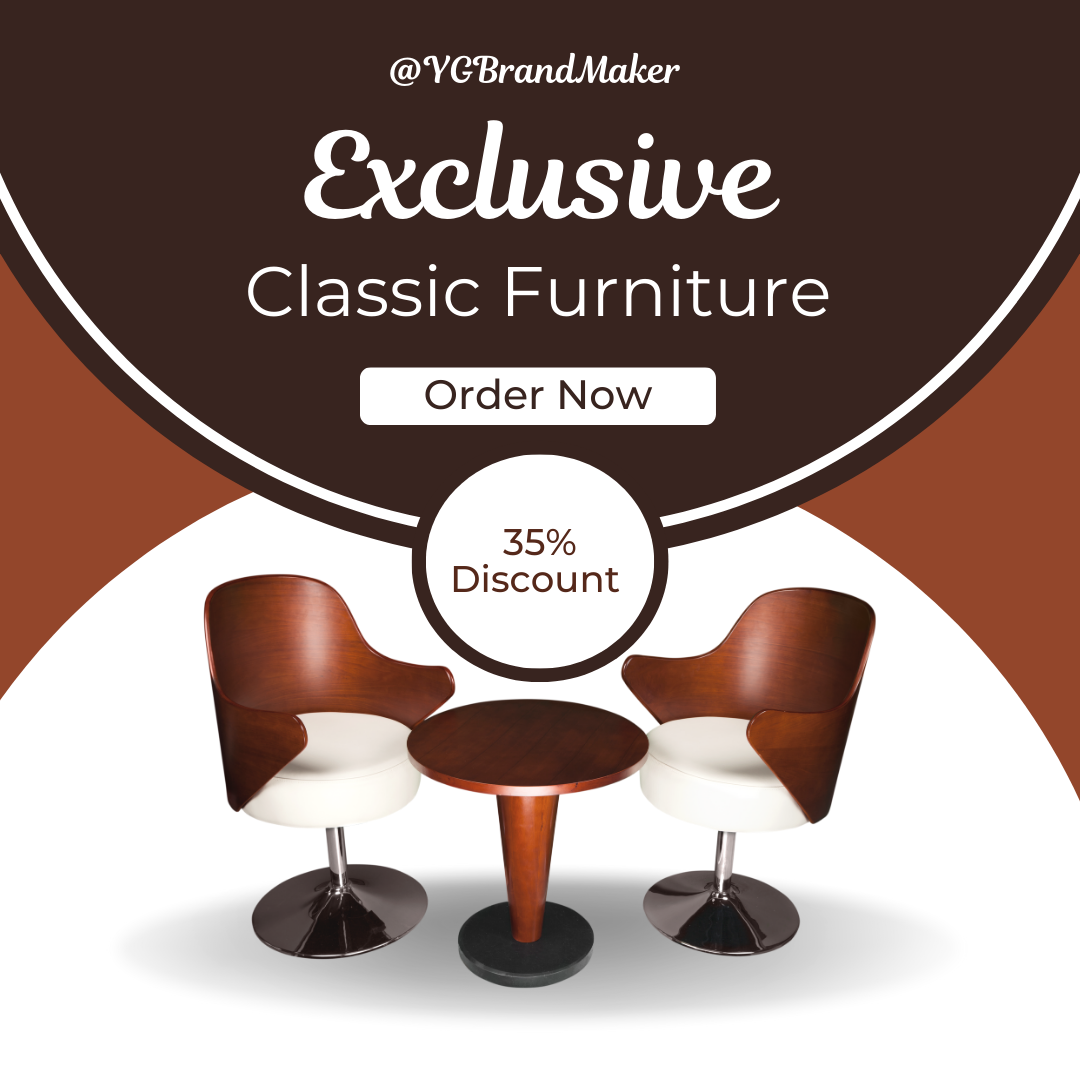 @YGBrandMaker
Exclusive
Classic Furniture
Order Now
35%
Discount